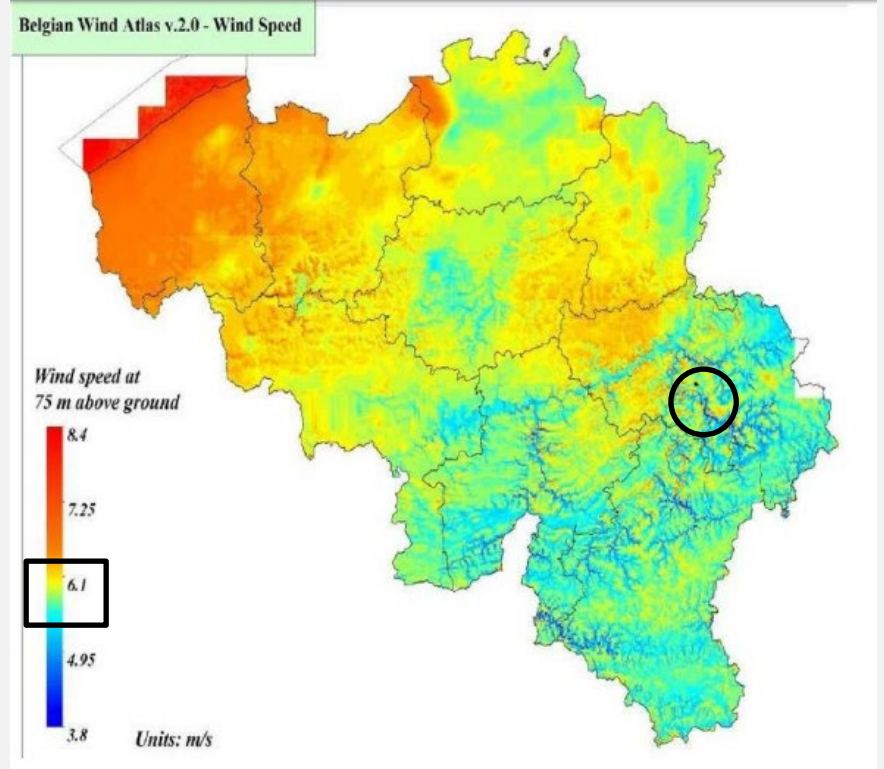 Belgian Wind Atlas v.2.0 - Wind Speed
Wind speed at
75 m above ground
8.4
7.25
6.1
4.95
3.8
Units: m/s